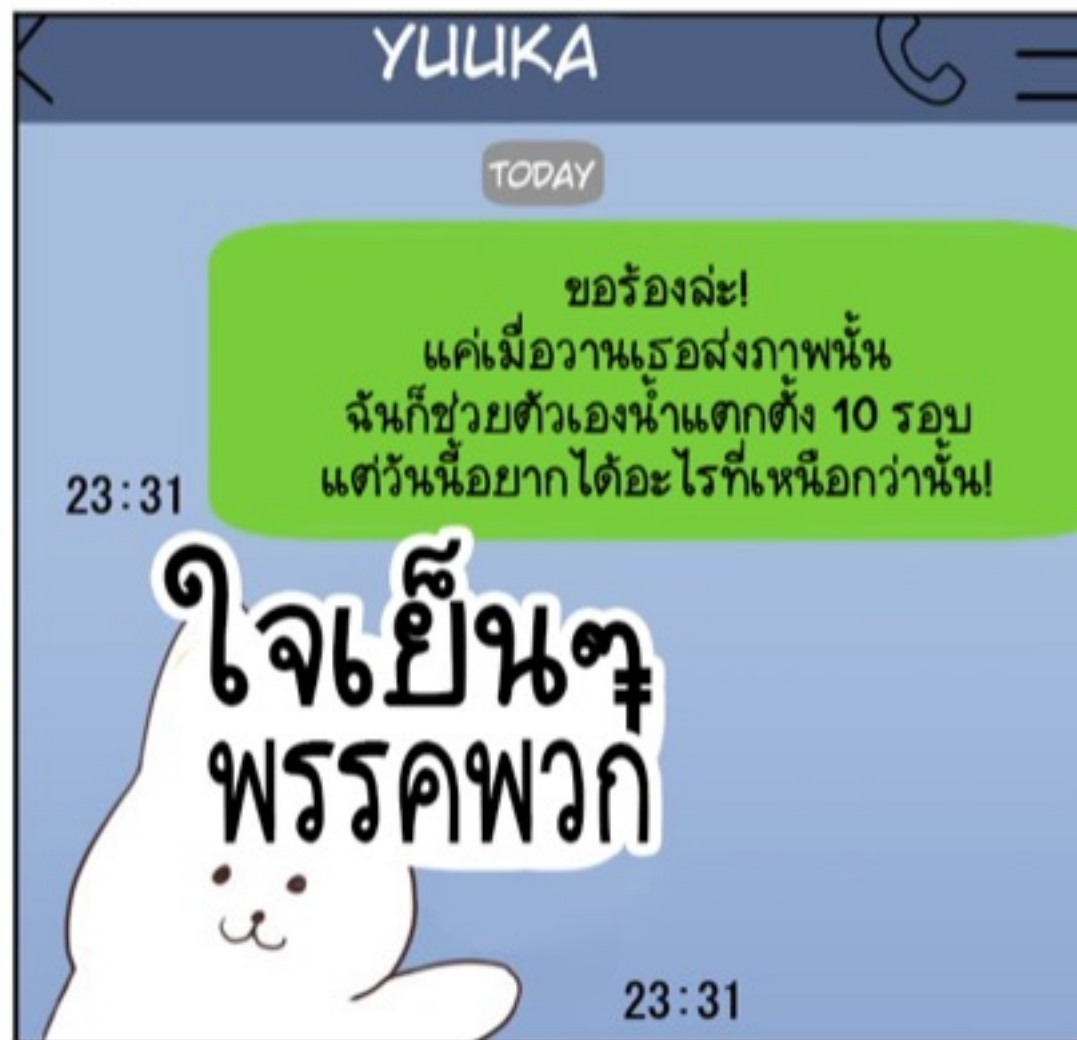 YUUKA
TODAY
ขอร้องล่ะ!
แค่เมื่อวานเธอส่งภาพนั้น
ฉันก็ช่วยตัวเองน้ำแตกตั้ง 10 รอบ
แต่วันนี้อยากได้อะไรที่เหนือกว่านั้น!
23:31
ใจเย็นๆ
พรรคพวก
23:31